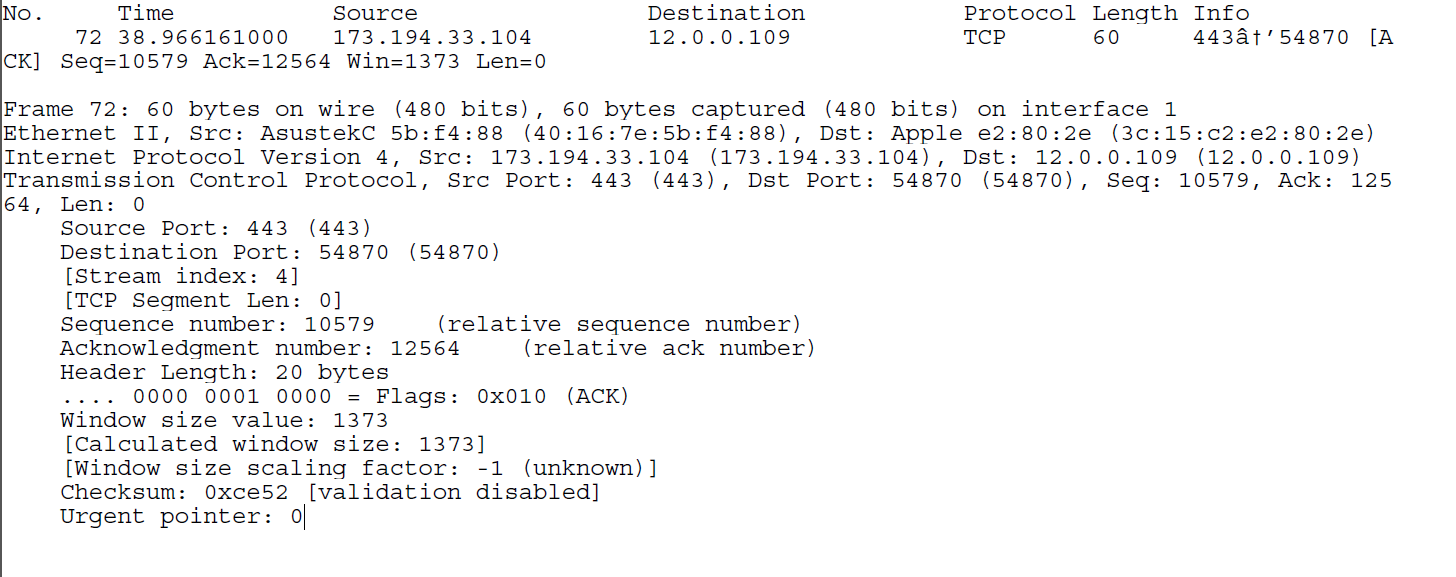 No. Time Source Destination Protocol Length Info
72 38.966161000 173.194.33.104 12.0.0.109 TCP 60 443â†’54870 [A
CK] Seq=10579 Ack=12564 Win=1373 Len=0
Frame 72: 60 bytes on wire (480 bits), 60 bytes captured (480 bits) on interface 1
Ethernet II, Src: AsustekC 5b:f4:88 (40:16:7e:5b:f4:88), Dst: Apple e2:80:2e (3c:15:c2:e2:80:2e)
Internet Protocol Version 4, Src: 173.194.33.104 (173.194.33.104), Dst: 12.0.0.109 (12.0.0.109)
Transmission Control Protocol, Src Port: 443 (443), Dst Port: 54870 (54870), Seq: 10579, Ack: 125
64, Len: 0
Source Port: 443 (443)
Destination Port: 54870 (54870)
[Stream index: 4]
[TCP Segment Len: 0]
Sequence number: 10579 (relative sequence number)
Acknowledgment number: 12564 (relative ack number)
Header Length: 20 bytes
.... 0000 0001 0000 = Flags: 0x010 (ACK)
Window size value: 1373
[Calculated window size: 1373]
[Window size scaling factor: -1 (unknown)]
Checksum: 0xce52 [validation disabled]
Urgent pointer: 0